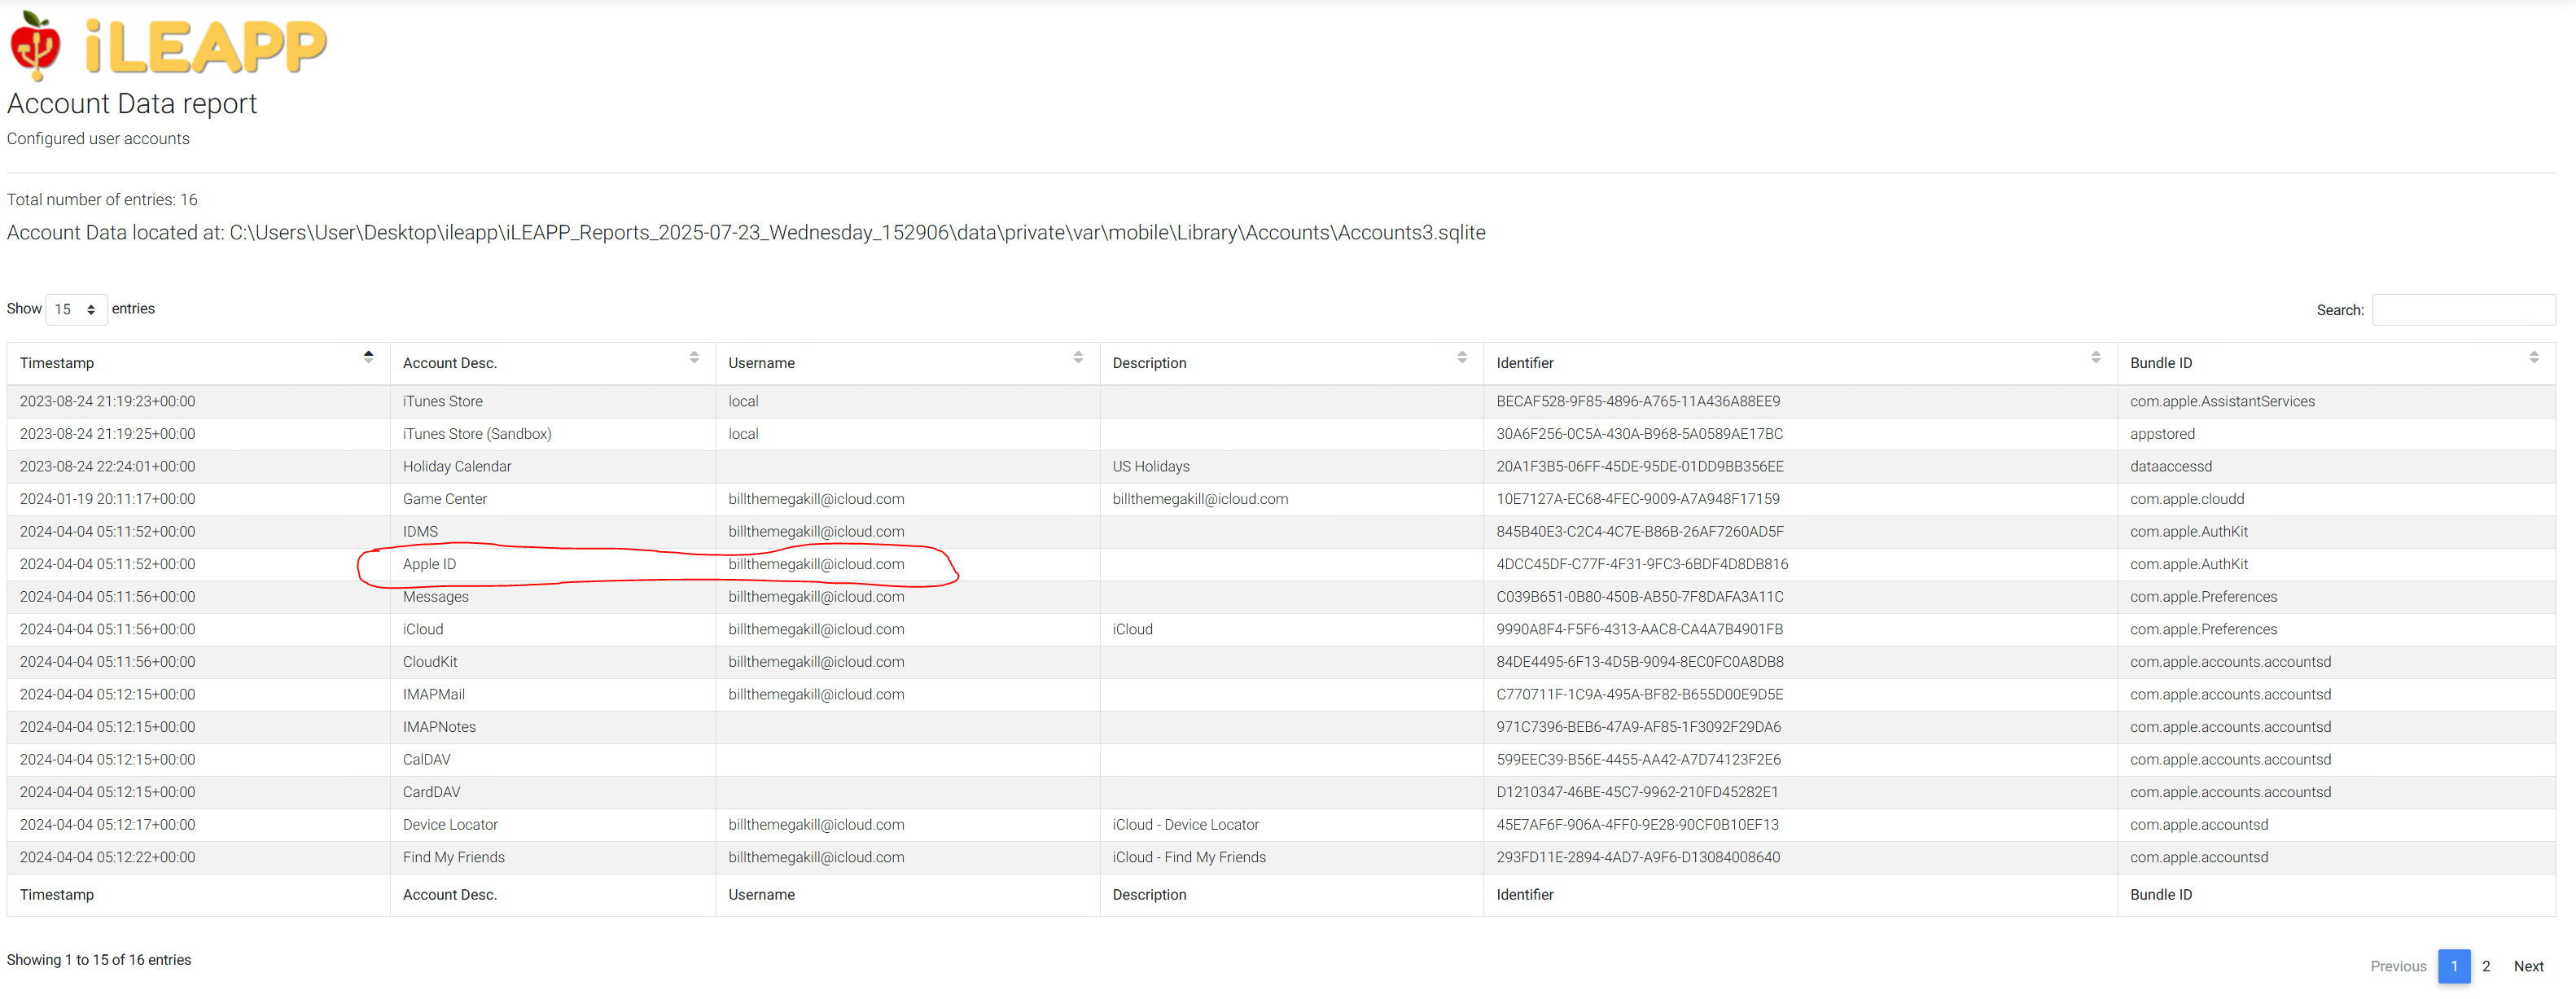 iLEAPP
Account Data report
Configured user accounts
Total number of entries: 16
Account Data located at: C:\Users\User\Desktop\ileapp\iLEAPP_Reports_2025-07-23_Wednesday_152906\data\private\var\mobile\Library\Accounts\Accounts3.sqlite
Show 15 entries Search:
Timestamp Account Desc. Username Description Identifier Bundle ID
2023-08-24 21:19:23+00:00 iTunes Store local BECAF528-9F85-4896-A765-11A436A88EE9 com.apple.AssistantServices
2023-08-24 21:19:25+00:00 iTunes Store (Sandbox) local 30A6F256-0C5A-430A-B968-5A0589AE17BC appstored
2023-08-24 22:24:01+00:00 Holiday Calendar US Holidays 20A1F3B5-06FF-45DE-95DE-01DD9BB356EE dataaccessd
2024-01-19 20:11:17+00:00 Game Center billthemegakill@icloud.com billthemegakill@icloud.com 10E7127A-EC68-4FEC-9009-A7A948F17159 com.apple.cloudd
2024-04-04 05:11:52+00:00 IDMS billthemegakill@icloud.com 845B40E3-C2C4-4C7E-B86B-26AF7260AD5F com.apple.AuthKit
2024-04-04 05:11:52+00:00 Apple ID billthemegakill@icloud.com 4DCC45DF-C77F-4F31-9FC3-6BDF4D8DB816 com.apple.AuthKit
2024-04-04 05:11:56+00:00 Messages billthemegakill@icloud.com C039B651-0B80-450B-AB50-7F8DAFA3A11C com.apple.Preferences
2024-04-04 05:11:56+00:00 iCloud billthemegakill@icloud.com iCloud 9990A8F4-F5F6-4313-AAC8-CA4A7B4901FB com.apple.Preferences
2024-04-04 05:11:56+00:00 CloudKit billthemegakill@icloud.com 84DE4495-6F13-4D5B-9094-8EC0FC0A8DB8 com.apple.accounts.accountsd
2024-04-04 05:12:15+00:00 IMAPMail billthemegakill@icloud.com C770711F-1C9A-495A-BF82-B655D00E9D5E com.apple.accounts.accountsd
2024-04-04 05:12:15+00:00 IMAPNotes 971C7396-BEB6-47A9-AF85-1F3092F29DA6 com.apple.accounts.accountsd
2024-04-04 05:12:15+00:00 CalDAV 599EEC39-B56E-4455-AA42-A7D74123F2E6 com.apple.accounts.accountsd
2024-04-04 05:12:15+00:00 CardDAV D1210347-46BE-45C7-9962-210FD45282E1 com.apple.accounts.accountsd
2024-04-04 05:12:17+00:00 Device Locator billthemegakill@icloud.com iCloud - Device Locator 45E7AF6F-906A-4FF0-9E28-90CF0B10EF13 com.apple.accountsd
2024-04-04 05:12:22+00:00 Find My Friends billthemegakill@icloud.com iCloud - Find My Friends 293FD11E-2894-4AD7-A9F6-D13084008640 com.apple.accountsd
Timestamp Account Desc. Username Description Identifier Bundle ID
Showing 1 to 15 of 16 entries Previous 1 2 Next